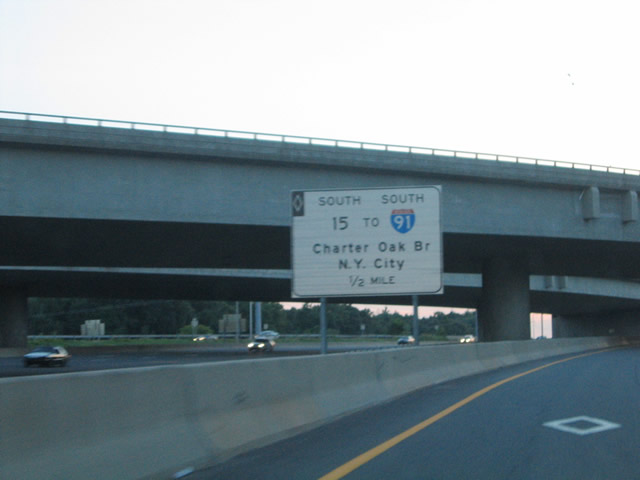 SOUTH SOUTH
15 TO 91
Charter Oak Br
N.Y. City
1/2 MILE